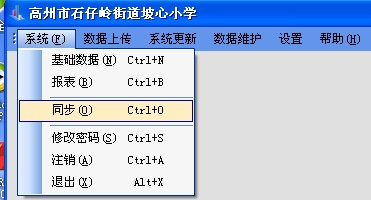 高州市石仔岭街道坡心小学
系统(F) 数据上传 系统更新 数据维护 设置 帮助(H)
基础数据(N) Ctrl+N
报表(B) Ctrl+B
同步(O) Ctrl+O
修改密码(S) Ctrl+S
注销(A) Ctrl+A
退出(X) Alt+X